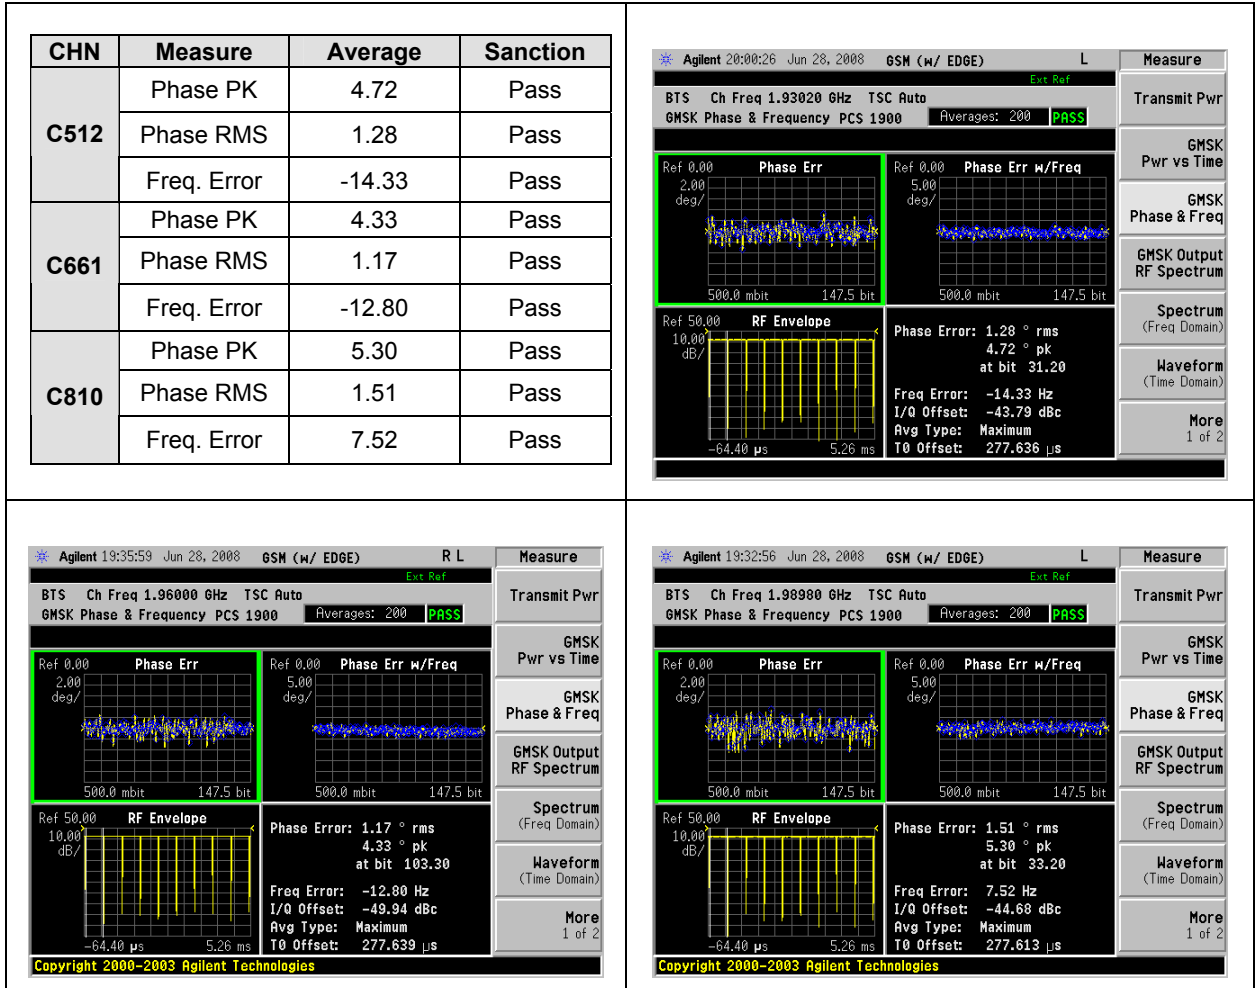 CHN Measure Average Sanction
C512 Phase PK 4.72 Pass
Phase RMS 1.28 Pass
Freq. Error -14.33 Pass
C661 Phase PK 4.33 Pass
Phase RMS 1.17 Pass
Freq. Error -12.80 Pass
C810 Phase PK 5.30 Pass
Phase RMS 1.51 Pass
Freq. Error 7.52 Pass
Agilent 20:00:26 Jun 28, 2008 GSM (w/ EDGE) L Measure
Ext Ref
BTS Ch Freq 1.93020 GHz TSC Auto
GMSK Phase & Frequency PCS 1900 Averages: 200 PASS
Transmit Pwr
GMSK
Pwr vs Time
GMSK
Phase & Freq
GMSK Output
RF Spectrum
Spectrum
(Freq Domain)
Waveform
(Time Domain)
More
1 of 2
Ref 0.00 Phase Err
2.00
deg/
500.0 mbit 147.5 bit
Ref 0.00 Phase Err w/Freq
5.00
deg/
500.0 mbit 147.5 bit
Ref 50.00 RF Envelope
10.00
dB/
-64.40 µs 5.26 ms
Phase Error: 1.28 ° rms
4.72 ° pk
at bit 31.20
Freq Error: -14.33 Hz
I/Q Offset: -43.79 dBc
Avg Type: Maximum
T0 Offset: 277.636 µs
Agilent 19:35:59 Jun 28, 2008 GSM (w/ EDGE) R L Measure
Ext Ref
BTS Ch Freq 1.96000 GHz TSC Auto
GMSK Phase & Frequency PCS 1900 Averages: 200 PASS
Transmit Pwr
GMSK
Pwr vs Time
GMSK
Phase & Freq
GMSK Output
RF Spectrum
Spectrum
(Freq Domain)
Waveform
(Time Domain)
More
1 of 2
Ref 0.00 Phase Err
2.00
deg/
500.0 mbit 147.5 bit
Ref 0.00 Phase Err w/Freq
5.00
deg/
500.0 mbit 147.5 bit
Ref 50.00 RF Envelope
10.00
dB/
-64.40 µs 5.26 ms
Phase Error: 1.17 ° rms
4.33 ° pk
at bit 103.30
Freq Error: -12.80 Hz
I/Q Offset: -49.94 dBc
Avg Type: Maximum
T0 Offset: 277.639 µs
Copyright 2000-2003 Agilent Technologies
Agilent 19:32:56 Jun 28, 2008 GSM (w/ EDGE) L Measure
Ext Ref
BTS Ch Freq 1.98980 GHz TSC Auto
GMSK Phase & Frequency PCS 1900 Averages: 200 PASS
Transmit Pwr
GMSK
Pwr vs Time
GMSK
Phase & Freq
GMSK Output
RF Spectrum
Spectrum
(Freq Domain)
Waveform
(Time Domain)
More
1 of 2
Ref 0.00 Phase Err
2.00
deg/
500.0 mbit 147.5 bit
Ref 0.00 Phase Err w/Freq
5.00
deg/
500.0 mbit 147.5 bit
Ref 50.00 RF Envelope
10.00
dB/
-64.40 µs 5.26 ms
Phase Error: 1.51 ° rms
5.30 ° pk
at bit 33.20
Freq Error: 7.52 Hz
I/Q Offset: -44.68 dBc
Avg Type: Maximum
T0 Offset: 277.613 µs
Copyright 2000-2003 Agilent Technologies